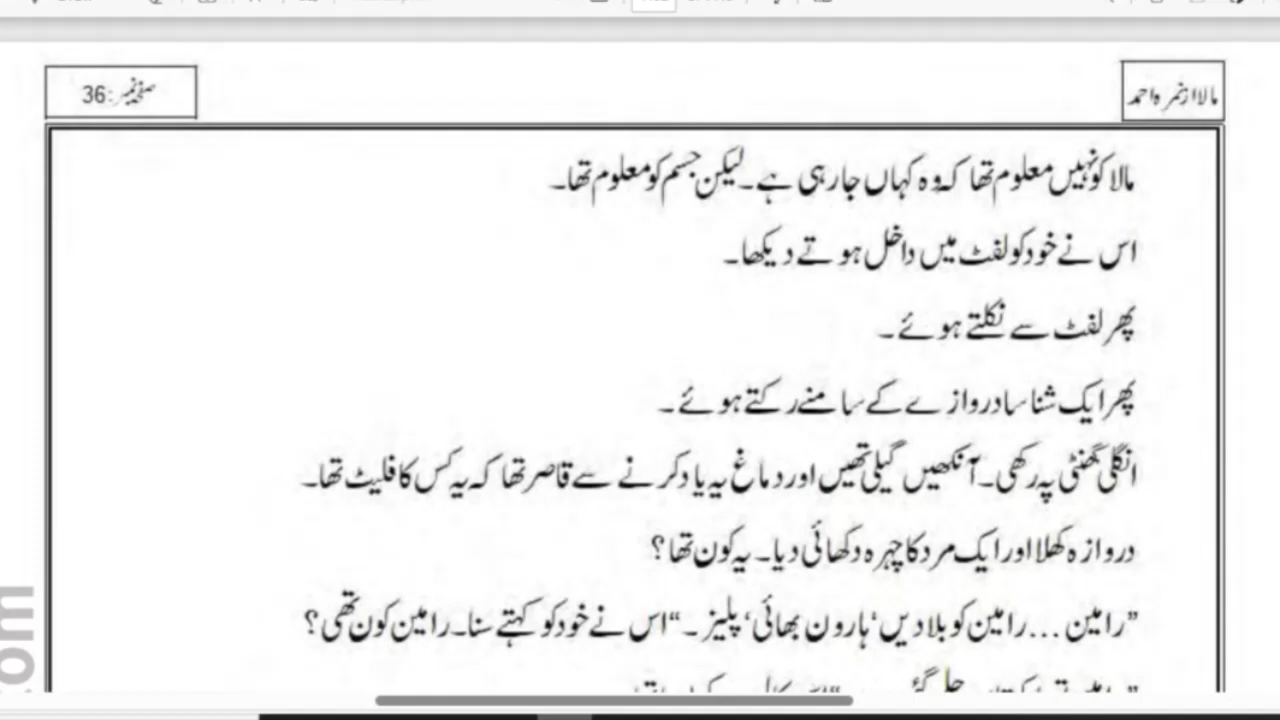 مالا از نمرہ احمد
صفحہ نمبر: 36
مالا کو نہیں معلوم تھا کہ وہ کہاں جا رہی ہے۔ لیکن جسم کو معلوم تھا۔
اس نے خود کو لفٹ میں داخل ہوتے دیکھا۔
پھر لفٹ سے نکلتے ہوئے۔
پھر ایک شناسا دروازے کے سامنے رکتے ہوئے۔
انگلی گھنٹی پہ رکھی۔ آنکھیں گیلی تھیں اور دماغ یہ یاد کرنے سے قاصر تھا کہ یہ کس کا فلیٹ تھا۔
دروازہ کھلا اور ایک مرد کا چہرہ دکھائی دیا۔ یہ کون تھا؟
”رامین... رامین کو بلا دیں‘ ہارون بھائی‘ پلیز۔“ اس نے خود کو کہتے سنا۔ رامین کون تھی؟
om